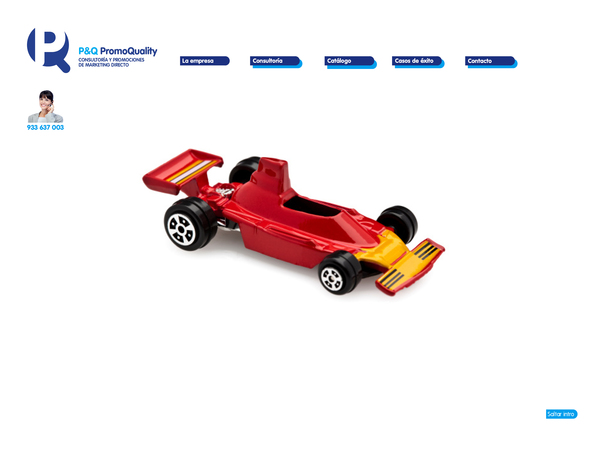 P&Q PromoQuality
CONSULTORÍA Y PROMOCIONES
DE MARKETING DIRECTO
La empresa
Consultoría
Catálogo
Casos de éxito
Contacto
933 637 003
Saltar intro